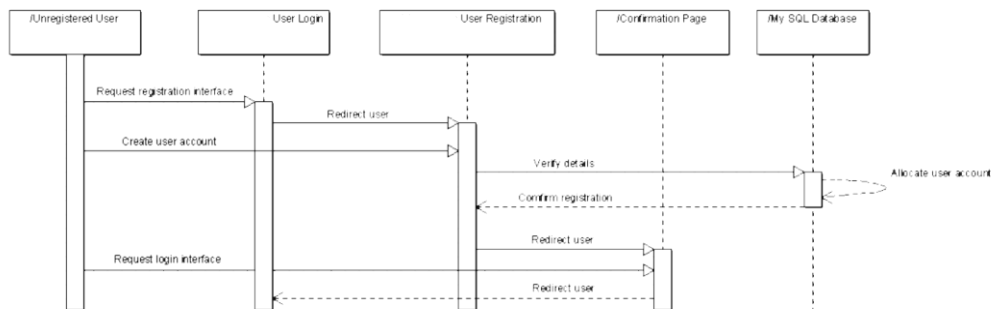 /Unregistered User
User Login
User Registration
/Confirmation Page
/My SQL Database
Request registration interface
Redirect user
Create user account
Verify details
Allocate user account
Comfirm registration
Redirect user
Request login interface
Redirect user